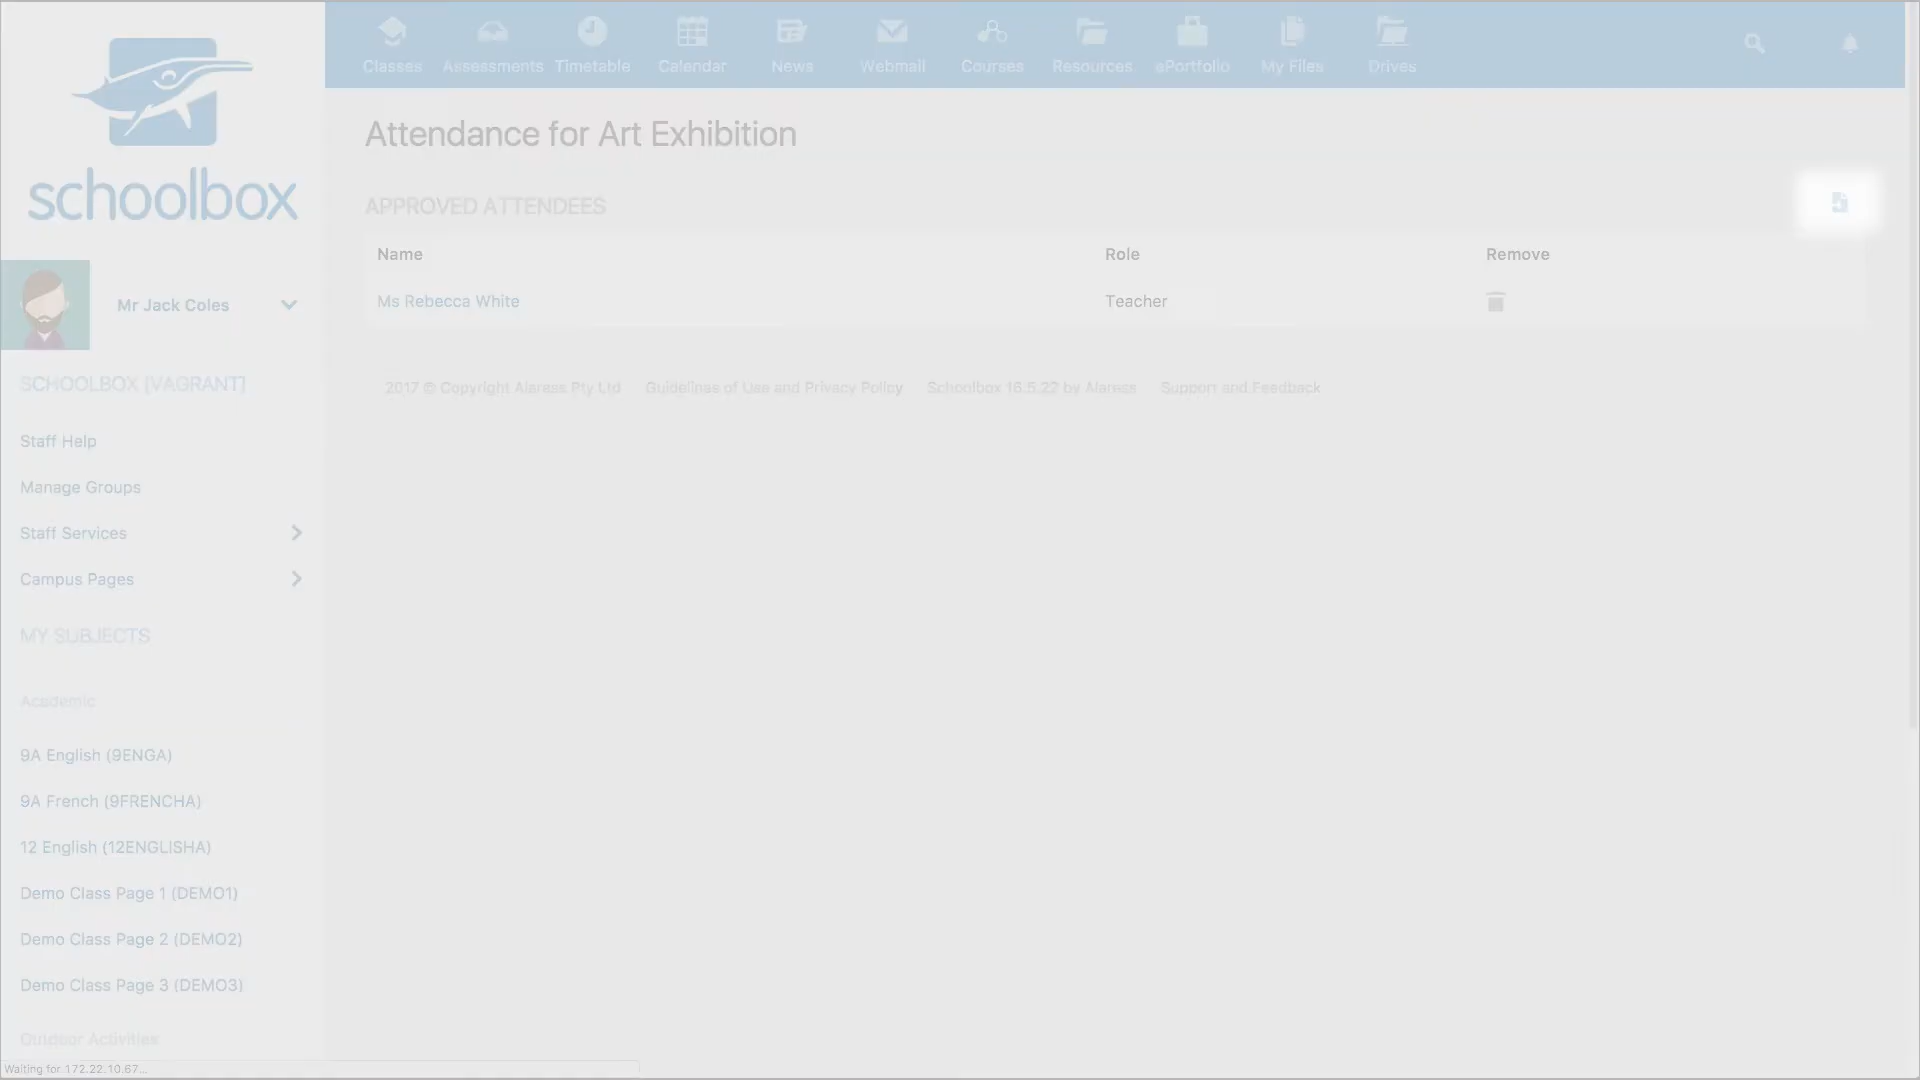 Classes Assessments Timetable Calendar News Webmail Courses Resources ePortfolio My Files Drives
schoolbox
Attendance for Art Exhibition
APPROVED ATTENDEES
Name Role Remove
Ms Rebecca White Teacher
2017 © Copyright Alaress Pty Ltd Guidelines of Use and Privacy Policy Schoolbox 16.5.22 by Alaress Support and Feedback
Mr Jack Coles
SCHOOLBOX [VAGRANT]
Staff Help
Manage Groups
Staff Services
Campus Pages
MY SUBJECTS
Academic
9A English (9ENGA)
9A French (9FRENCHA)
12 English (12ENGLISHA)
Demo Class Page 1 (DEMO1)
Demo Class Page 2 (DEMO2)
Demo Class Page 3 (DEMO3)
Outdoor Activities
Waiting for 172.22.10.67...